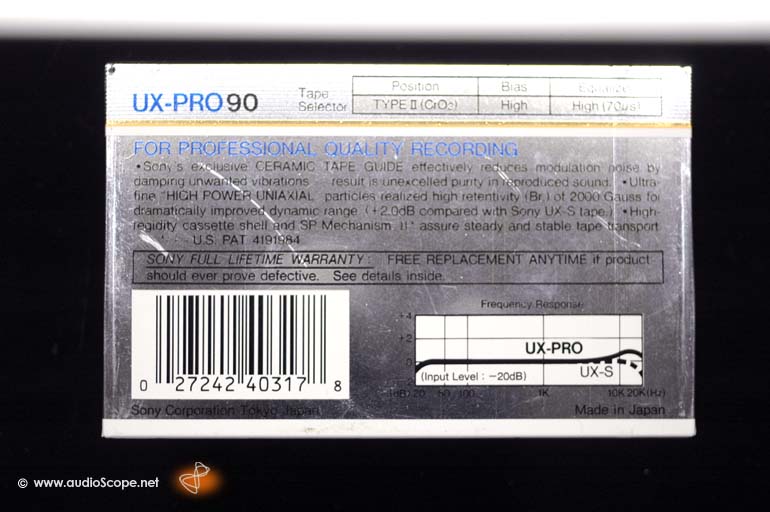 UX-PRO 90
Tape Selector
Position Bias Equalizer
TYPE II (CrO₂) High High (70µs)
FOR PROFESSIONAL QUALITY RECORDING
•Sony's exclusive CERAMIC TAPE GUIDE effectively reduces modulation noise by
damping unwanted vibrations result is unexcelled purity in reproduced sound. •Ultra-
fine "HIGH POWER UNIAXIAL" particles realized high retentivity (Br) of 2000 Gauss for
dramatically improved dynamic range. (+2.0dB compared with Sony UX-S tape.) •High-
regidity cassette shell and SP Mechanism II* assure steady and stable tape transport
U.S. PAT 4191984
SONY FULL LIFETIME WARRANTY: FREE REPLACEMENT ANYTIME if product
should ever prove defective. See details inside.
Frequency Response
+4
+2
0
UX-PRO
UX-S
(Input Level : −20dB)
(dB) 20 50 100 1K 10K 20K(Hz)
0 27242 40317 8
Sony Corporation Tokyo Japan
Made in Japan
© www.audioScope.net